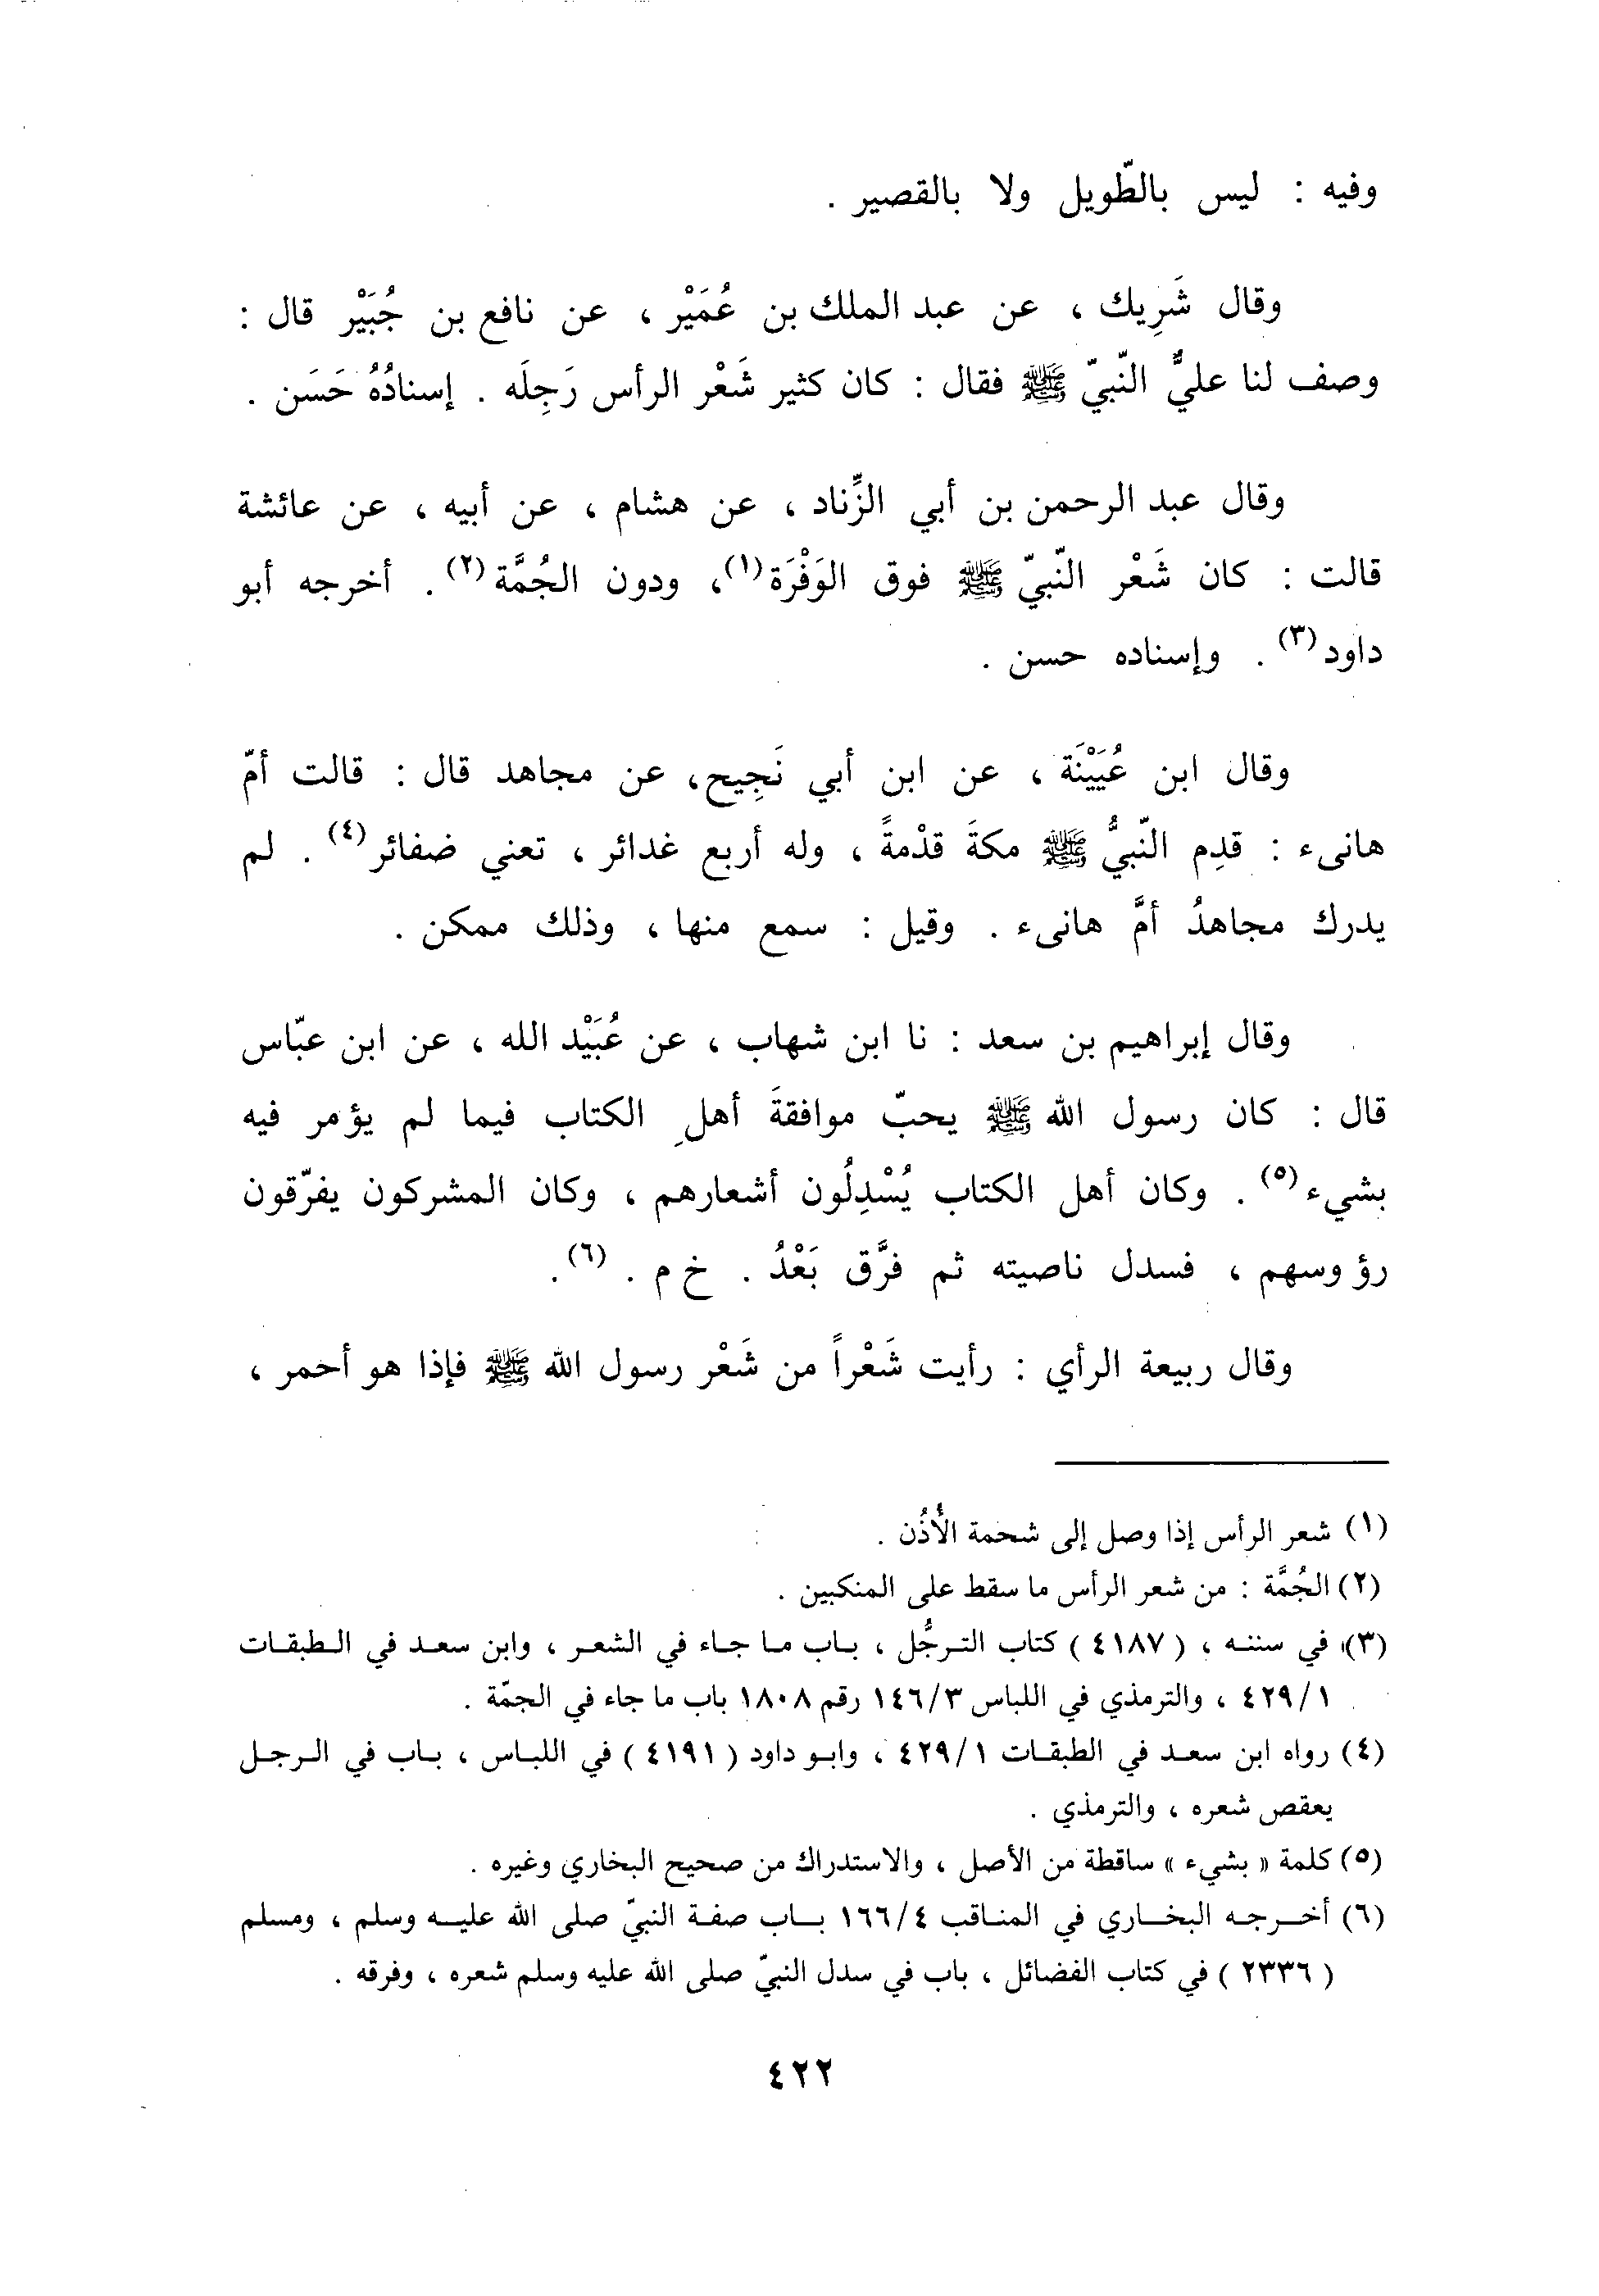 وفيه : ليس بالطّويل ولا بالقصير .
وقال شَرِيك ، عن عبد الملك بن عُمَيْر ، عن نافع بن جُبَيْر قال :
وصف لنا عليٌّ النّبيّ ﷺ فقال : كان كثير شَعْر الرأس رَجِلَه . إسنادُهُ حَسَن .
وقال عبد الرحمن بن أبي الزِّناد ، عن هشام ، عن أبيه ، عن عائشة
قالت : كان شَعْر النّبيّ ﷺ فوق الوَفْرَة(١)، ودون الجُمَّة(٢) . أخرجه أبو
داود(٣) . وإسناده حسن .
وقال ابن عُيَيْنَة ، عن ابن أبي نَجِيح، عن مجاهد قال : قالت أمّ
هانىء : قدِم النّبيُّ ﷺ مكةَ قدْمةً ، وله أربع غدائر ، تعني ضفائر(٤) . لم
يدرك مجاهدُ أمَّ هانىء . وقيل : سمع منها ، وذلك ممكن .
وقال إبراهيم بن سعد : نا ابن شهاب ، عن عُبَيْد الله ، عن ابن عبّاس
قال : كان رسول الله ﷺ يحبّ موافقةَ أهلِ الكتاب فيما لم يؤمر فيه
بشيء(٥) . وكان أهل الكتاب يُسْدِلُون أشعارهم ، وكان المشركون يفرّقون
رؤوسهم ، فسدل ناصيته ثم فرَّق بَعْدُ . خ م . (٦).
وقال ربيعة الرأي : رأيت شَعْراً من شَعْر رسول الله ﷺ فإذا هو أحمر ،
(١) شعر الرأس إذا وصل إلى شحمة الأُذُن .
(٢) الجُمَّة : من شعر الرأس ما سقط على المنكبين .
(٣) في سننه ، ( ٤١٨٧ ) كتاب الترجُّل ، باب ما جاء في الشعر ، وابن سعد في الطبقات
٤٢٩/١ ، والترمذي في اللباس ١٤٦/٣ رقم ١٨٠٨ باب ما جاء في الجمّة .
(٤) رواه ابن سعد في الطبقات ٤٢٩/١ ، وابو داود ( ٤١٩١ ) في اللباس ، باب في الرجل
يعقص شعره ، والترمذي .
(٥) كلمة « بشيء » ساقطة من الأصل ، والاستدراك من صحيح البخاري وغيره .
(٦) أخرجه البخاري في المناقب ١٦٦/٤ باب صفة النبيّ صلى الله عليه وسلم ، ومسلم
( ٢٣٣٦ ) في كتاب الفضائل ، باب في سدل النبيّ صلى الله عليه وسلم شعره ، وفرقه .
٤٢٢